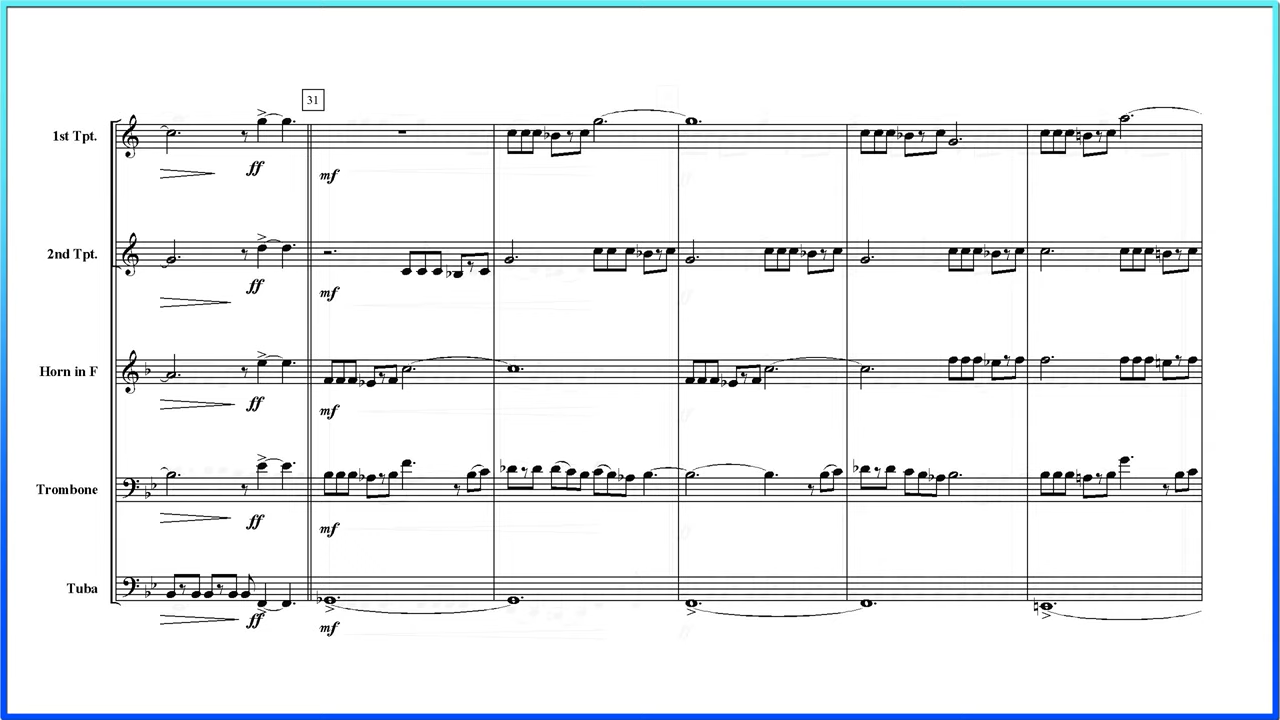 31
1st Tpt.
ff
mf
2nd Tpt.
ff
mf
Horn in F
ff
mf
Trombone
ff
mf
Tuba
ff
mf